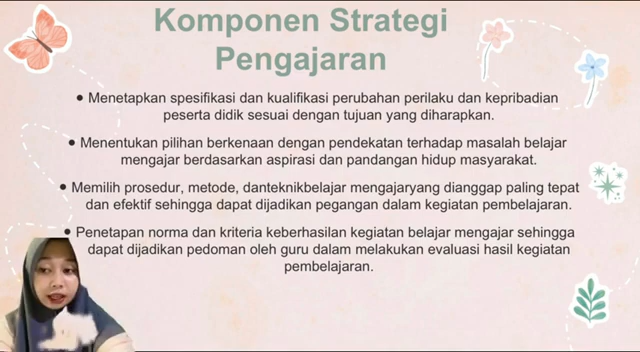 Komponen Strategi
Pengajaran
• Menetapkan spesifikasi dan kualifikasi perubahan perilaku dan kepribadian
peserta didik sesuai dengan tujuan yang diharapkan.
• Menentukan pilihan berkenaan dengan pendekatan terhadap masalah belajar
mengajar berdasarkan aspirasi dan pandangan hidup masyarakat.
• Memilih prosedur, metode, danteknikbelajar mengajaryang dianggap paling tepat
dan efektif sehingga dapat dijadikan pegangan dalam kegiatan pembelajaran.
• Penetapan norma dan kriteria keberhasilan kegiatan belajar mengajar sehingga
dapat dijadikan pedoman oleh guru dalam melakukan evaluasi hasil kegiatan
pembelajaran.